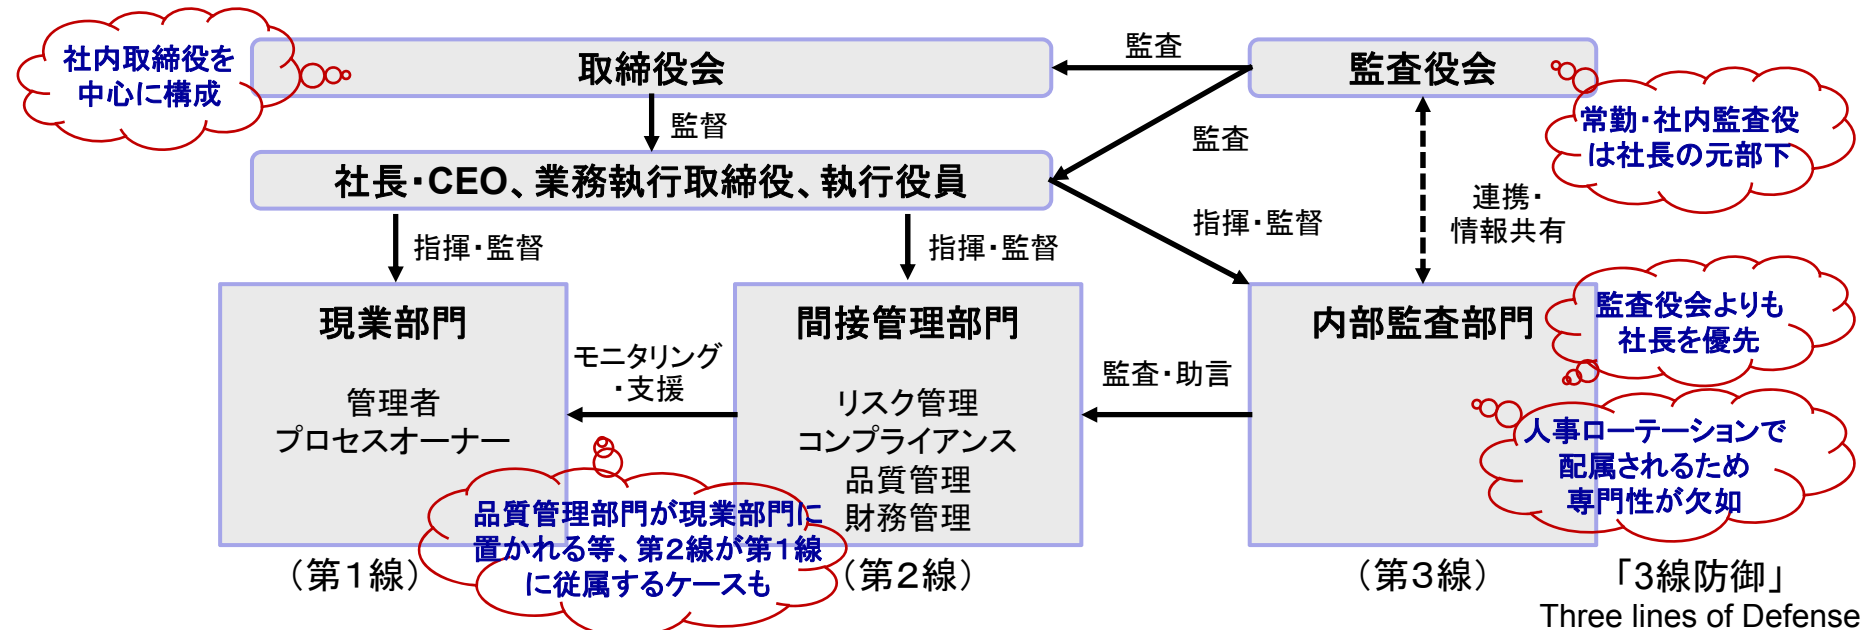 社内取締役を
中心に構成
取締役会
監査
監査役会
常勤・社内監査役
は社長の元部下
監督
監査
社長・CEO、業務執行取締役、執行役員
連携・
情報共有
指揮・監督
指揮・監督
指揮・監督
現業部門
管理者
プロセスオーナー
モニタリング
・支援
間接管理部門
リスク管理
コンプライアンス
品質管理
財務管理
監査・助言
内部監査部門
監査役会よりも
社長を優先
人事ローテーションで
配属されるため
専門性が欠如
品質管理部門が現業部門に
置かれる等、第2線が第1線
に従属するケースも
（第1線）
（第2線）
（第3線）
「3線防御」
Three lines of Defense